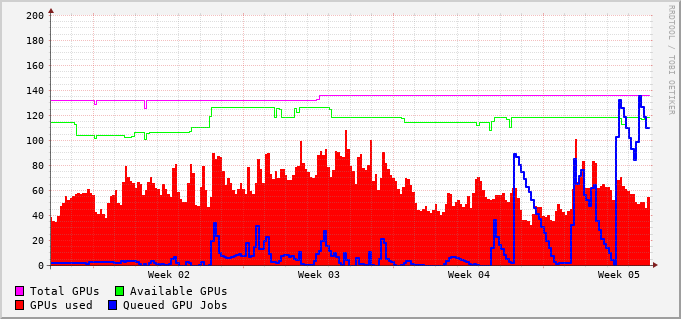 RRDTOOL / TOBI OETIKER
200
180
160
140
120
100
80
60
40
20
0
Week 02 Week 03 Week 04 Week 05
Total GPUs Available GPUs
GPUs used Queued GPU Jobs